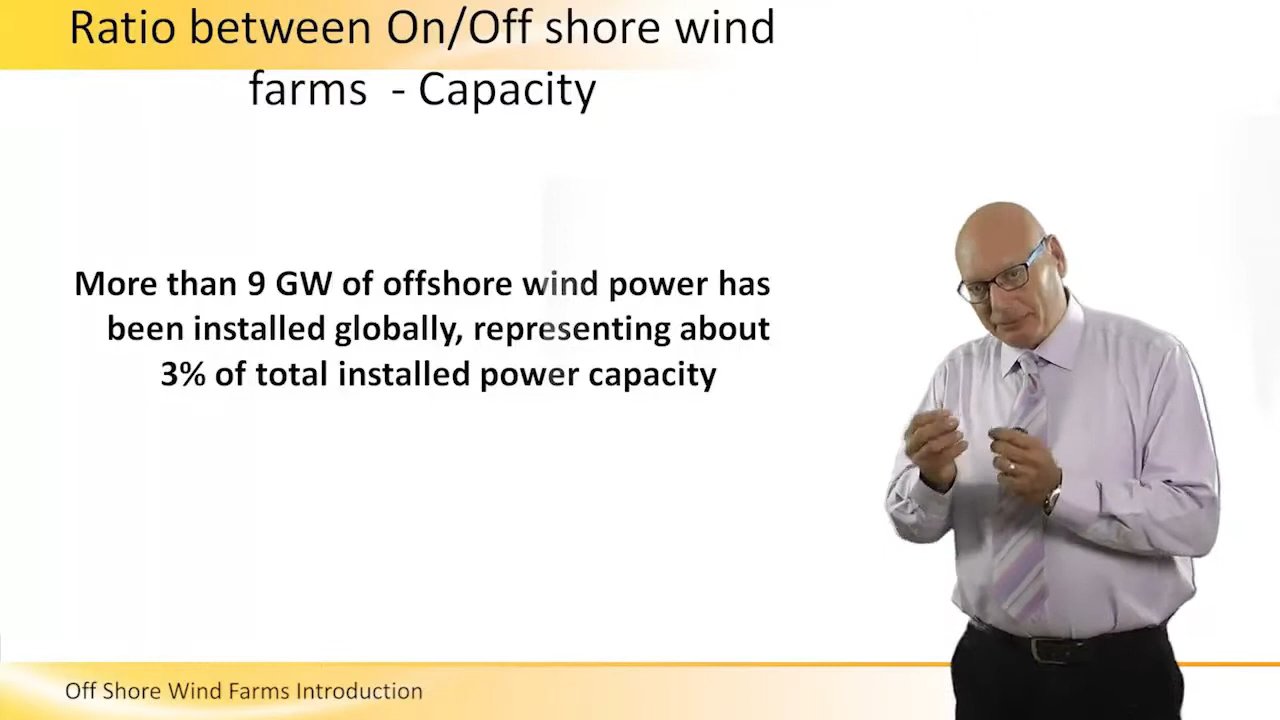 Ratio between On/Off shore wind
farms - Capacity
More than 9 GW of offshore wind power has
been installed globally, representing about
3% of total installed power capacity
Off Shore Wind Farms Introduction